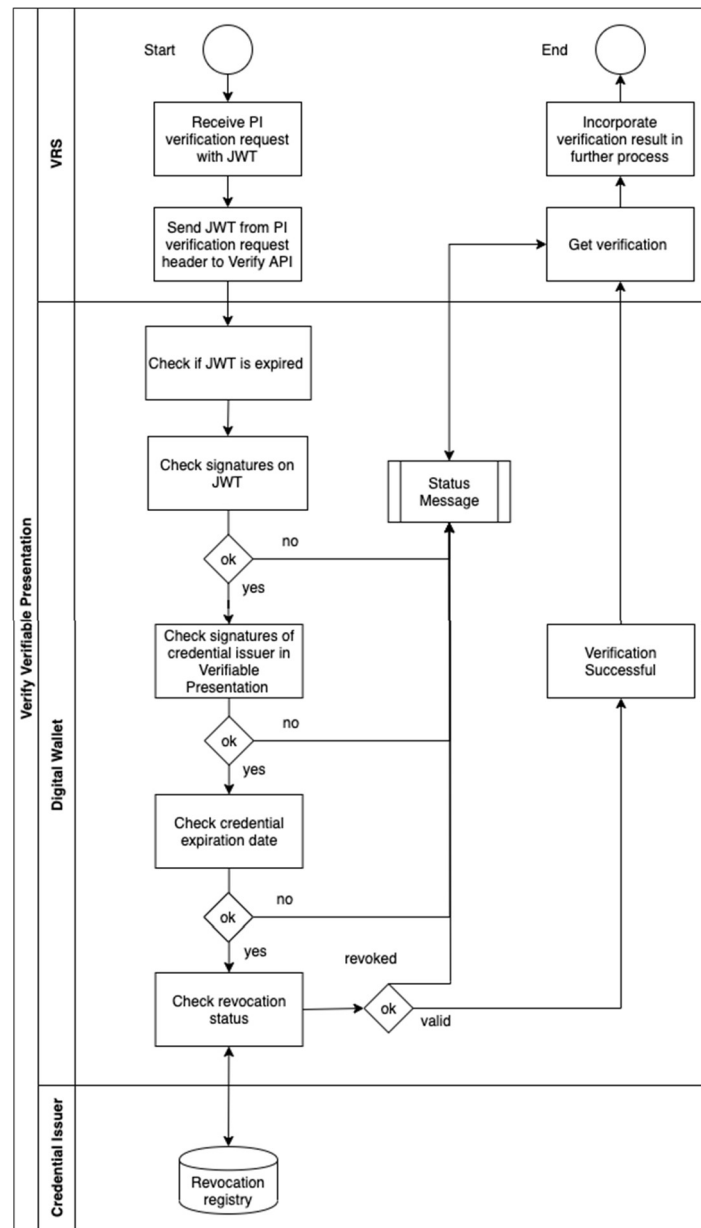 Verify Verifiable Presentation
VRS
Start
End
Receive PI
verification request
with JWT
Incorporate
verification result in
further process
Send JWT from PI
verification request
header to Verify API
Get verification
Digital Wallet
Check if JWT is expired
Check signatures on
JWT
Status
Message
ok
no
yes
Check signatures of
credential issuer in
Verifiable
Presentation
Verification
Successful
ok
no
yes
Check credential
expiration date
ok
no
yes
revoked
Check revocation
status
ok
valid
Credential Issuer
Revocation
registry